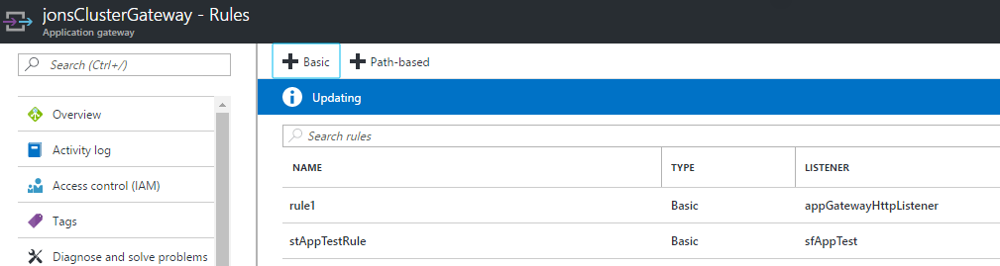 jonsClusterGateway - Rules
Application gateway
Search (Ctrl+/)
Overview
Activity log
Access control (IAM)
Tags
Diagnose and solve problems
Basic
Path-based
Updating
Search rules
NAME TYPE LISTENER
rule1 Basic appGatewayHttpListener
stAppTestRule Basic sfAppTest